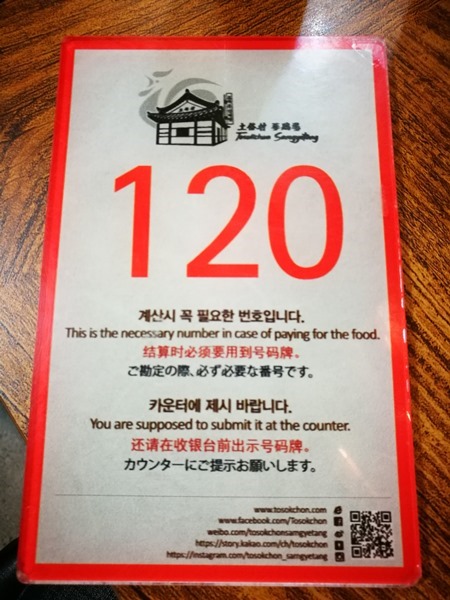 土俗村 蔘鷄湯
Tosokchon Samgyetang
120
계산시 꼭 필요한 번호입니다.
This is the necessary number in case of paying for the food.
结算时必须要用到号码牌。
ご勘定の際、必ず必要な番号です。
카운터에 제시 바랍니다.
You are supposed to submit it at the counter.
还请在收银台前出示号码牌。
カウンターにご提示お願いします。
www.tosokchon.com
www.facebook.com/Tosokchon
weibo.com/tosokchonsamgyetang
https://story.kakao.com/ch/tosokchon
https://instagram.com/tosokchon_samgyetang